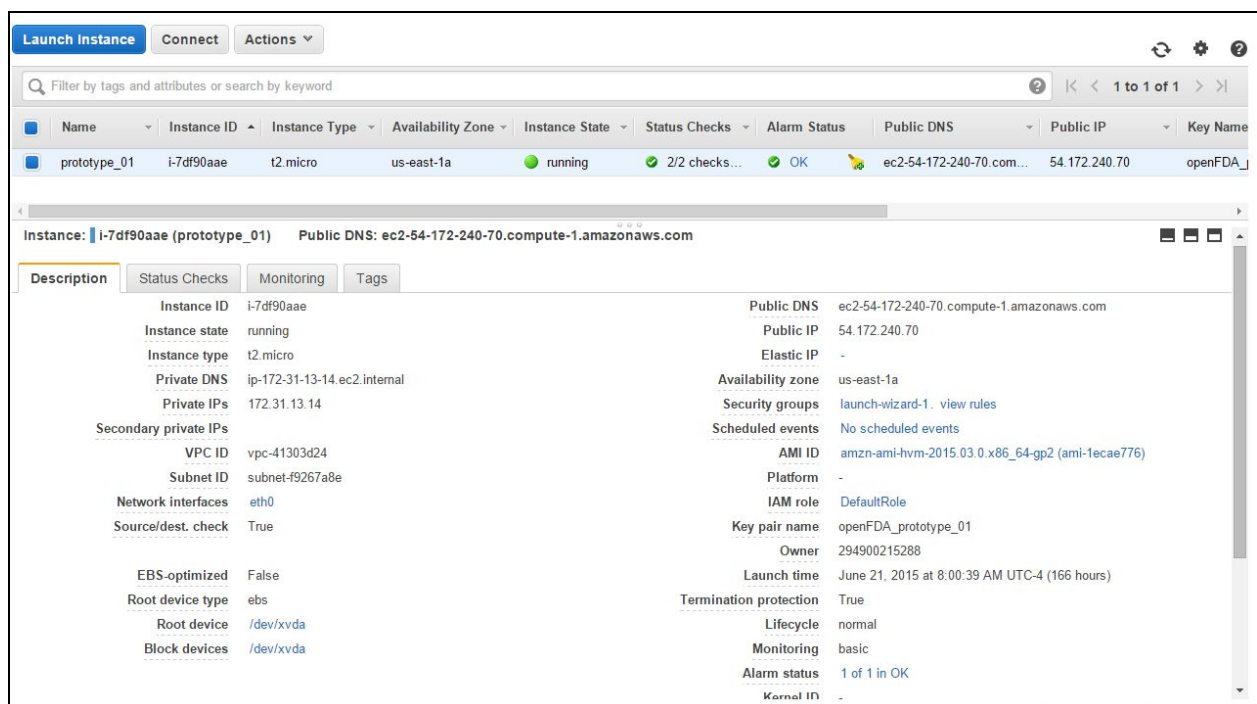 Launch Instance Connect Actions
Filter by tags and attributes or search by keyword 1 to 1 of 1
Name Instance ID Instance Type Availability Zone Instance State Status Checks Alarm Status Public DNS Public IP Key Name
prototype_01 i-7df90aae t2.micro us-east-1a running 2/2 checks... OK ec2-54-172-240-70.com... 54.172.240.70 openFDA_
Instance: i-7df90aae (prototype_01) Public DNS: ec2-54-172-240-70.compute-1.amazonaws.com
Description Status Checks Monitoring Tags
Instance ID i-7df90aae
Instance state running
Instance type t2.micro
Private DNS ip-172-31-13-14.ec2.internal
Private IPs 172.31.13.14
Secondary private IPs
VPC ID vpc-41303d24
Subnet ID subnet-f9267a8e
Network interfaces eth0
Source/dest. check True
EBS-optimized False
Root device type ebs
Root device /dev/xvda
Block devices /dev/xvda
Public DNS ec2-54-172-240-70.compute-1.amazonaws.com
Public IP 54.172.240.70
Elastic IP -
Availability zone us-east-1a
Security groups launch-wizard-1. view rules
Scheduled events No scheduled events
AMI ID amzn-ami-hvm-2015.03.0.x86_64-gp2 (ami-1ecae776)
Platform -
IAM role DefaultRole
Key pair name openFDA_prototype_01
Owner 294900215288
Launch time June 21, 2015 at 8:00:39 AM UTC-4 (166 hours)
Termination protection True
Lifecycle normal
Monitoring basic
Alarm status 1 of 1 in OK
Kernel ID -